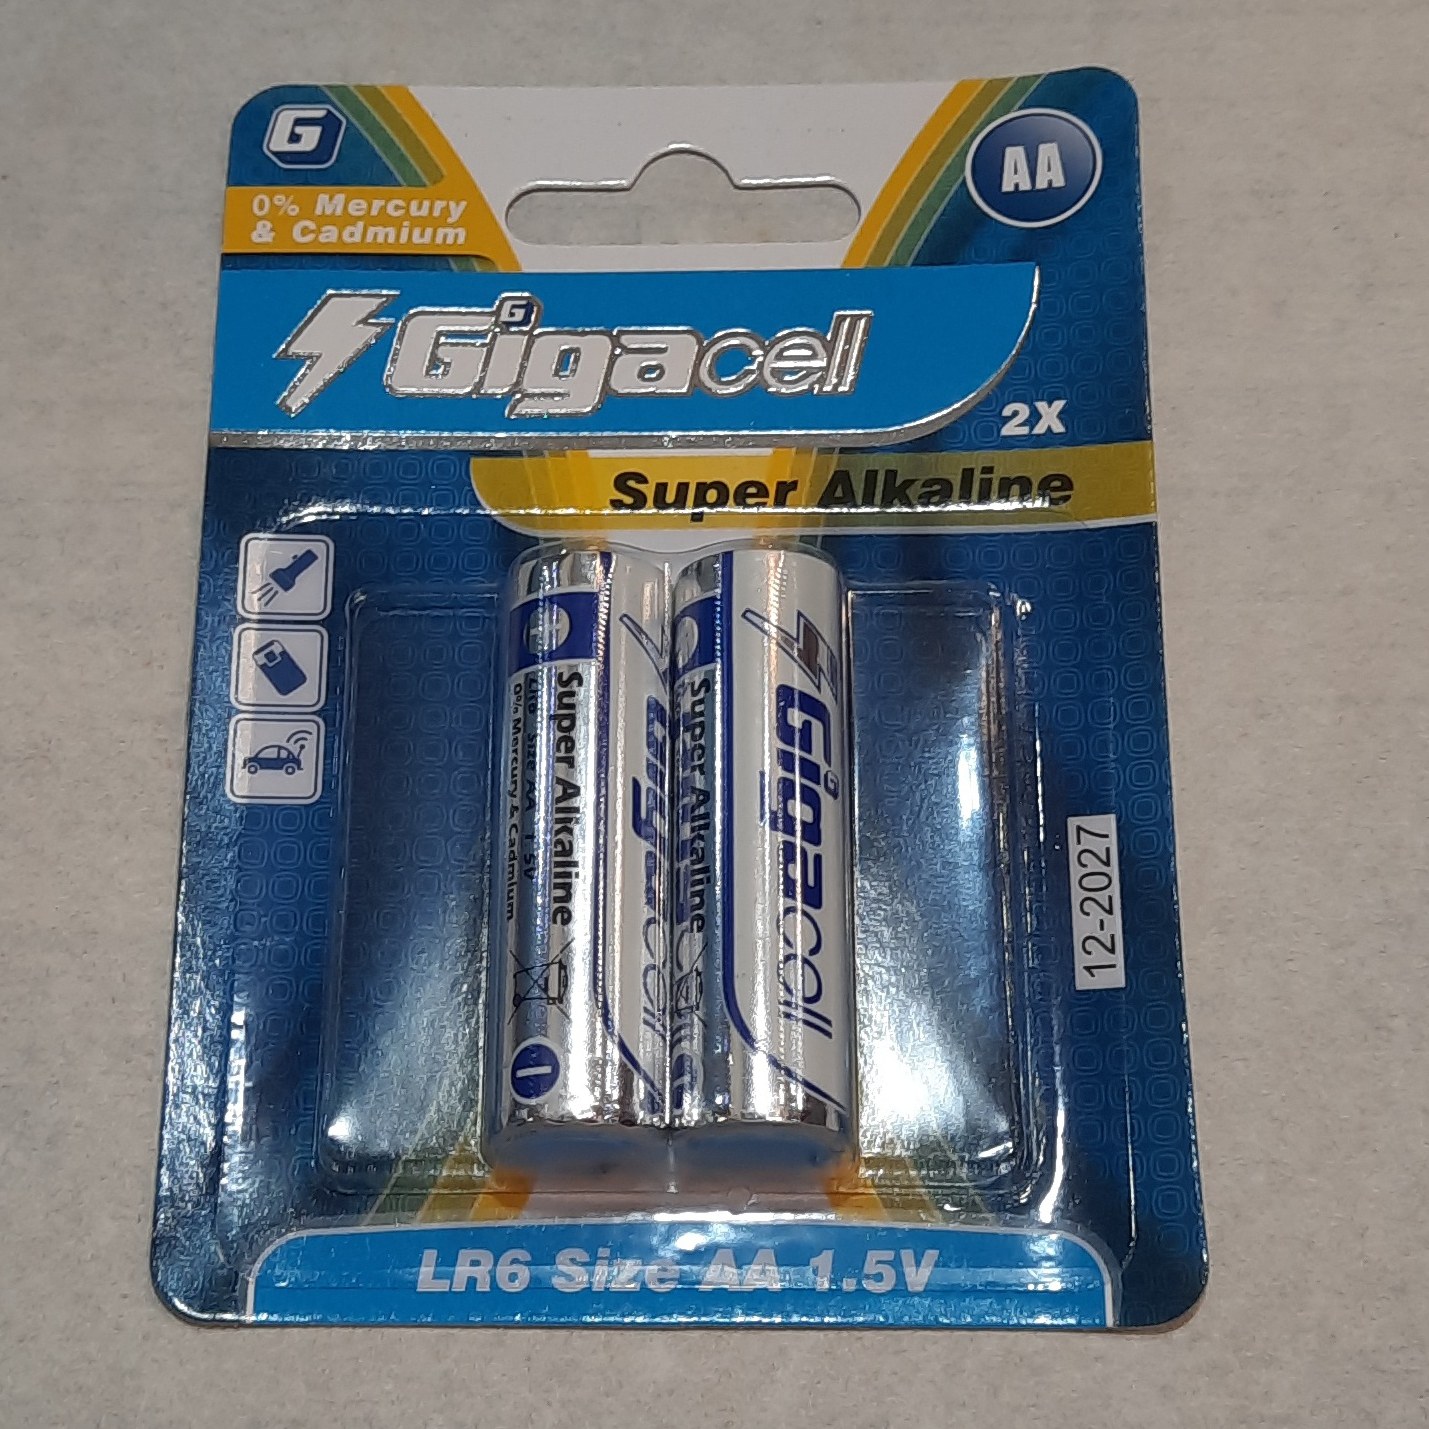 G
AA
0% Mercury
& Cadmium
Gigacell
G
2X
Super Alkaline
Super Alkaline
LR6 Size AA 1.5V
0% Mercury & Cadmium
Gigacell
Super Alkaline
Gigacell
G
12-2027
LR6 Size AA 1.5V